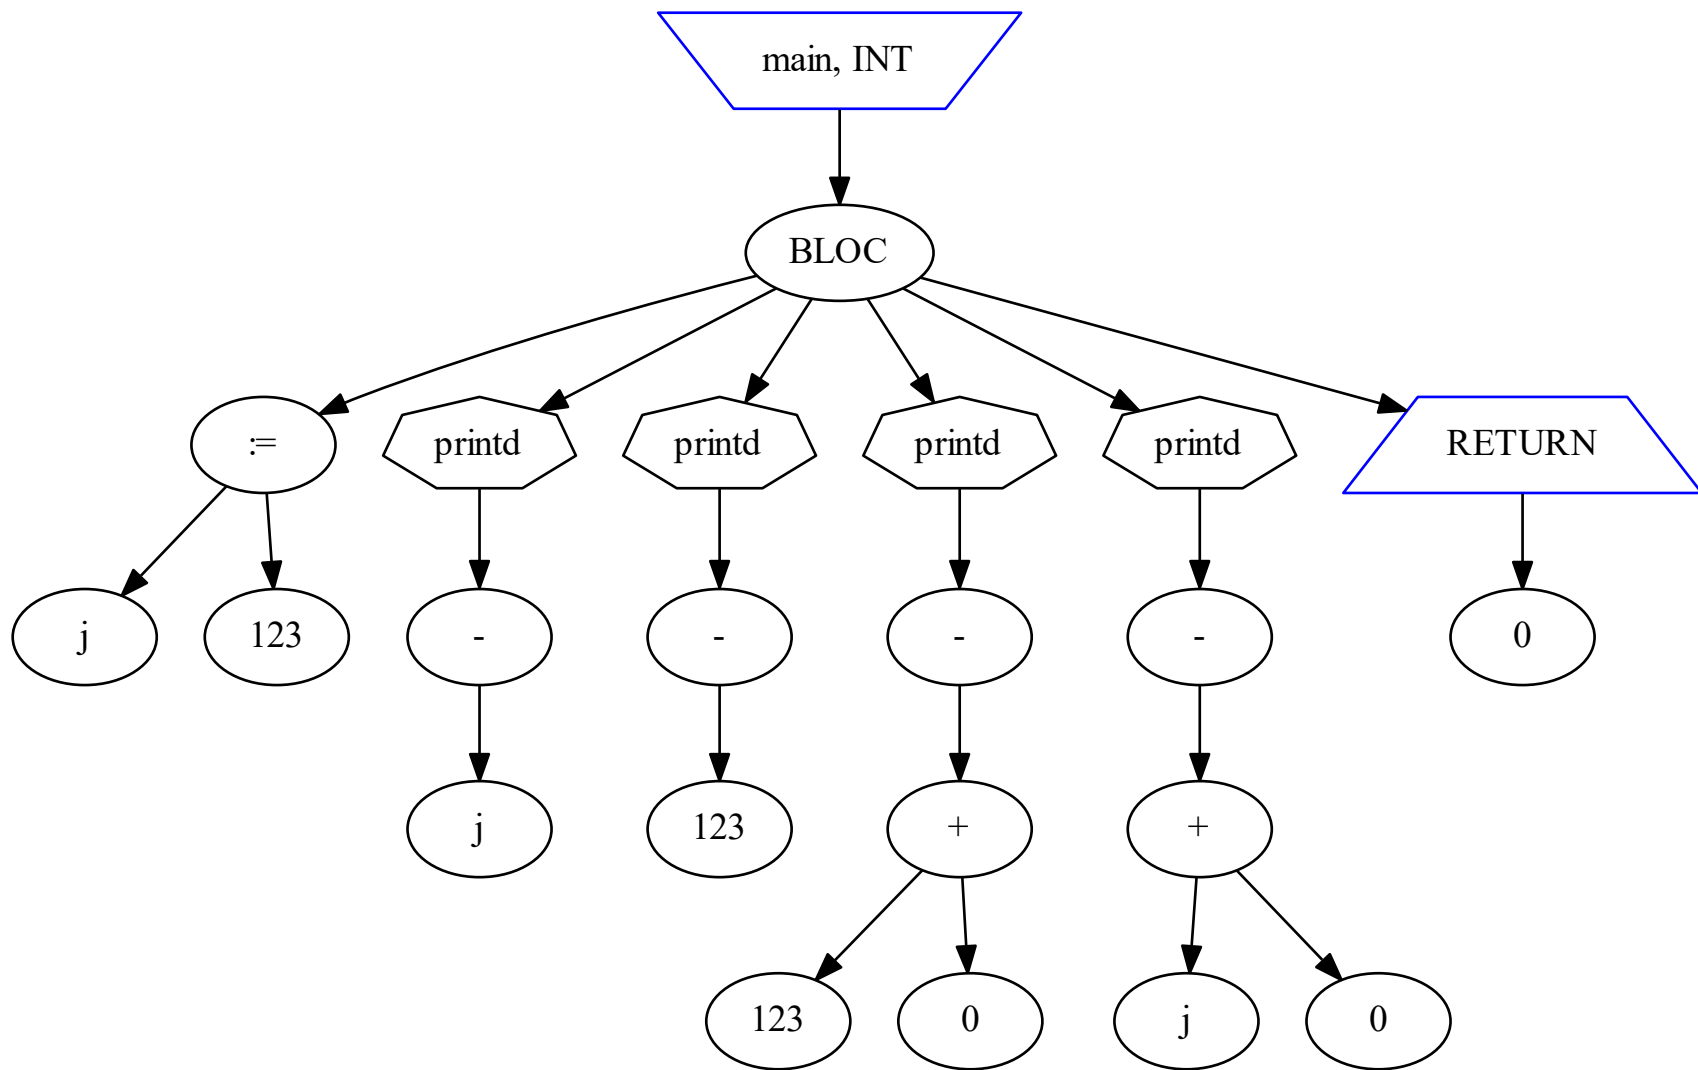 main, INT
BLOC
:=
printd
printd
printd
printd
RETURN
j
123
-
-
-
-
0
j
123
+
+
123
0
j
0